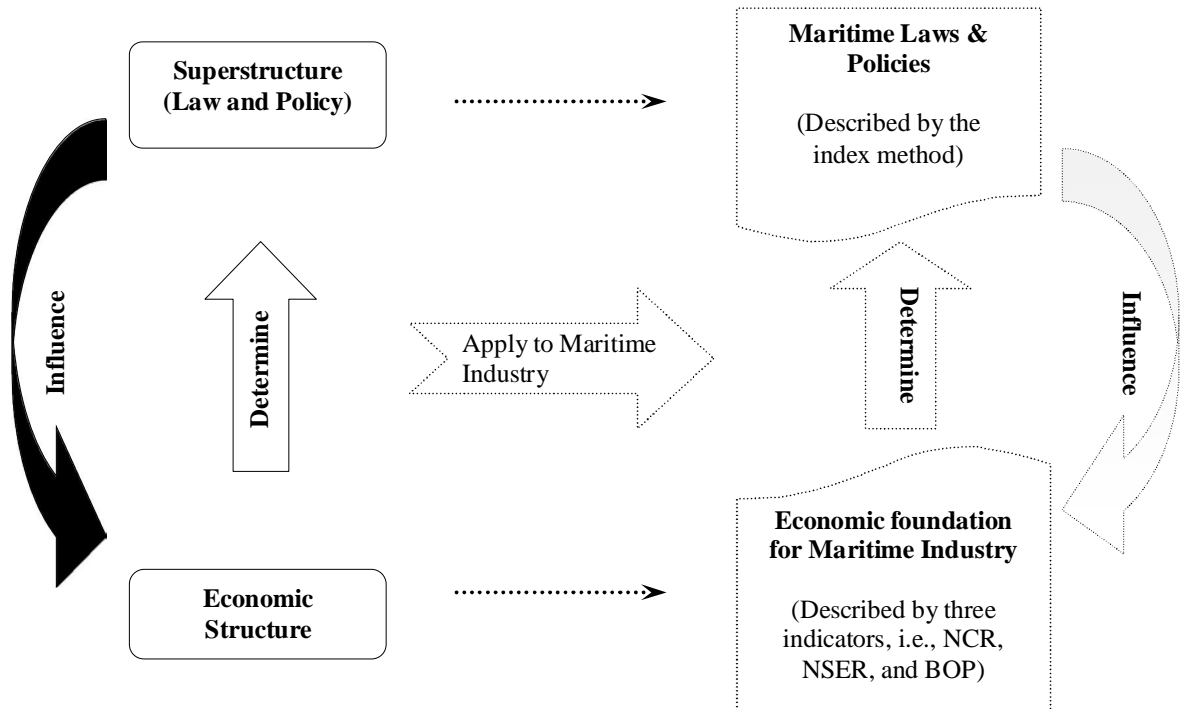 Superstructure
(Law and Policy)
Maritime Laws &
Policies
(Described by the
index method)
Influence
Determine
Apply to Maritime
Industry
Determine
Influence
Economic
Structure
Economic foundation
for Maritime Industry
(Described by three
indicators, i.e., NCR,
NSER, and BOP)